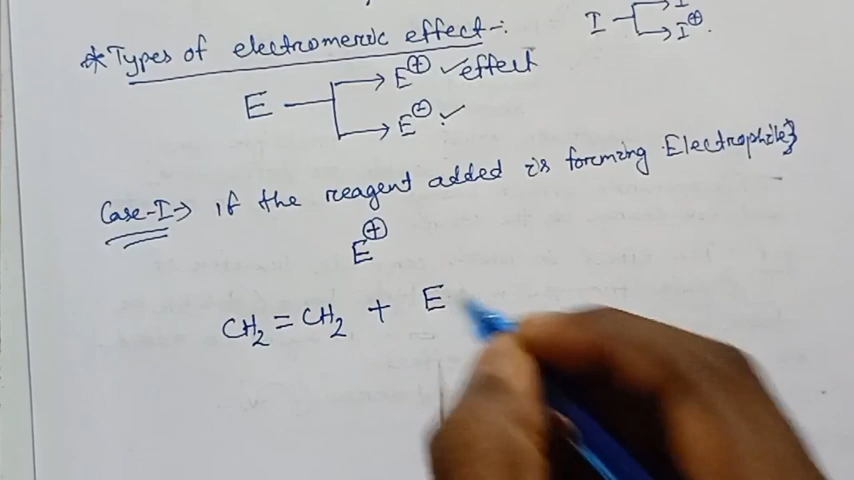 *Types of electromeric effect-:
I → I
→ I⊕.
E → E⊕ ✓ effect
→ E⊖ ✓
Case-I → if the reagent added is forming Electrophile}
E⊕
CH₂ = CH₂ + E